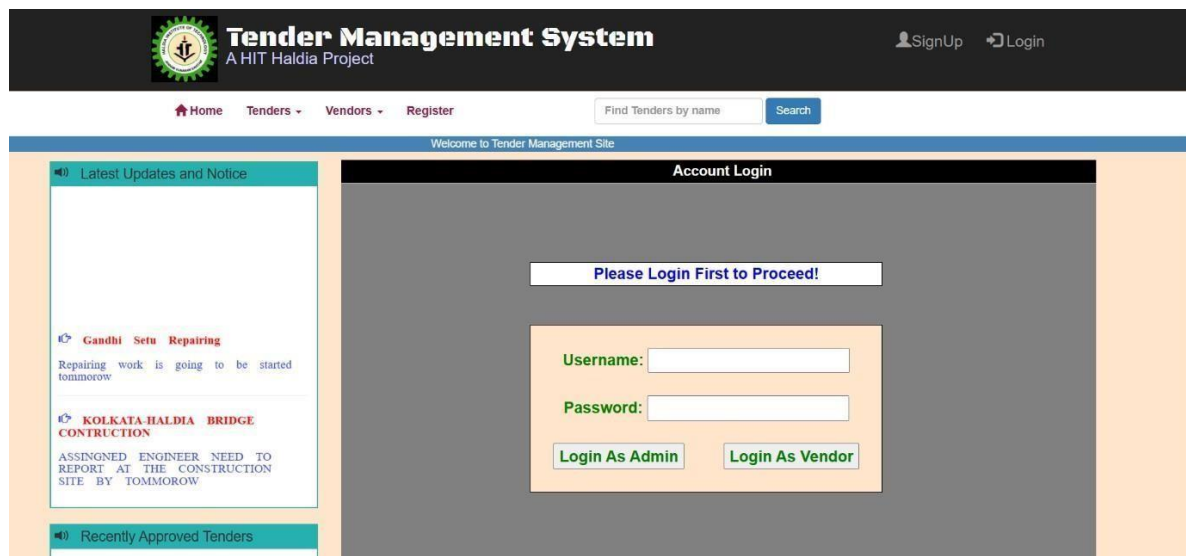 Tender Management System
A HIT Haldia Project
SignUp
Login
Home
Tenders
Vendors
Register
Find Tenders by name
Search
Welcome to Tender Management Site
Latest Updates and Notice
Gandhi Setu Repairing
Repairing work is going to be started
tommorow
KOLKATA-HALDIA BRIDGE
CONTRUCTION
ASSINGNED ENGINEER NEED TO
REPORT AT THE CONSTRUCTION
SITE BY TOMMOROW
Recently Approved Tenders
Account Login
Please Login First to Proceed!
Username:
Password:
Login As Admin
Login As Vendor